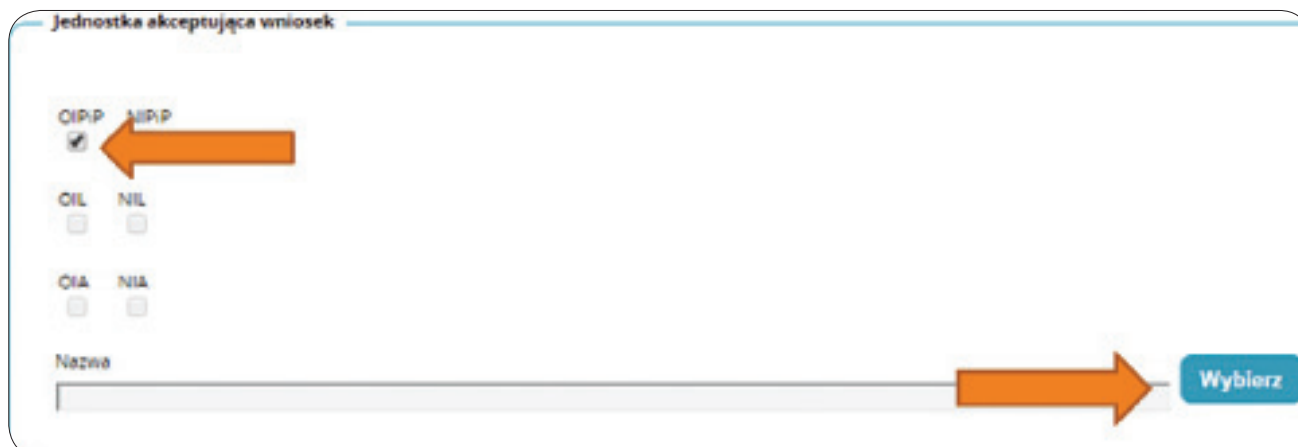 Jednostka akceptująca wniosek
OIPiP NIPiP
OIL NIL
OIA NIA
Nazwa
Wybierz